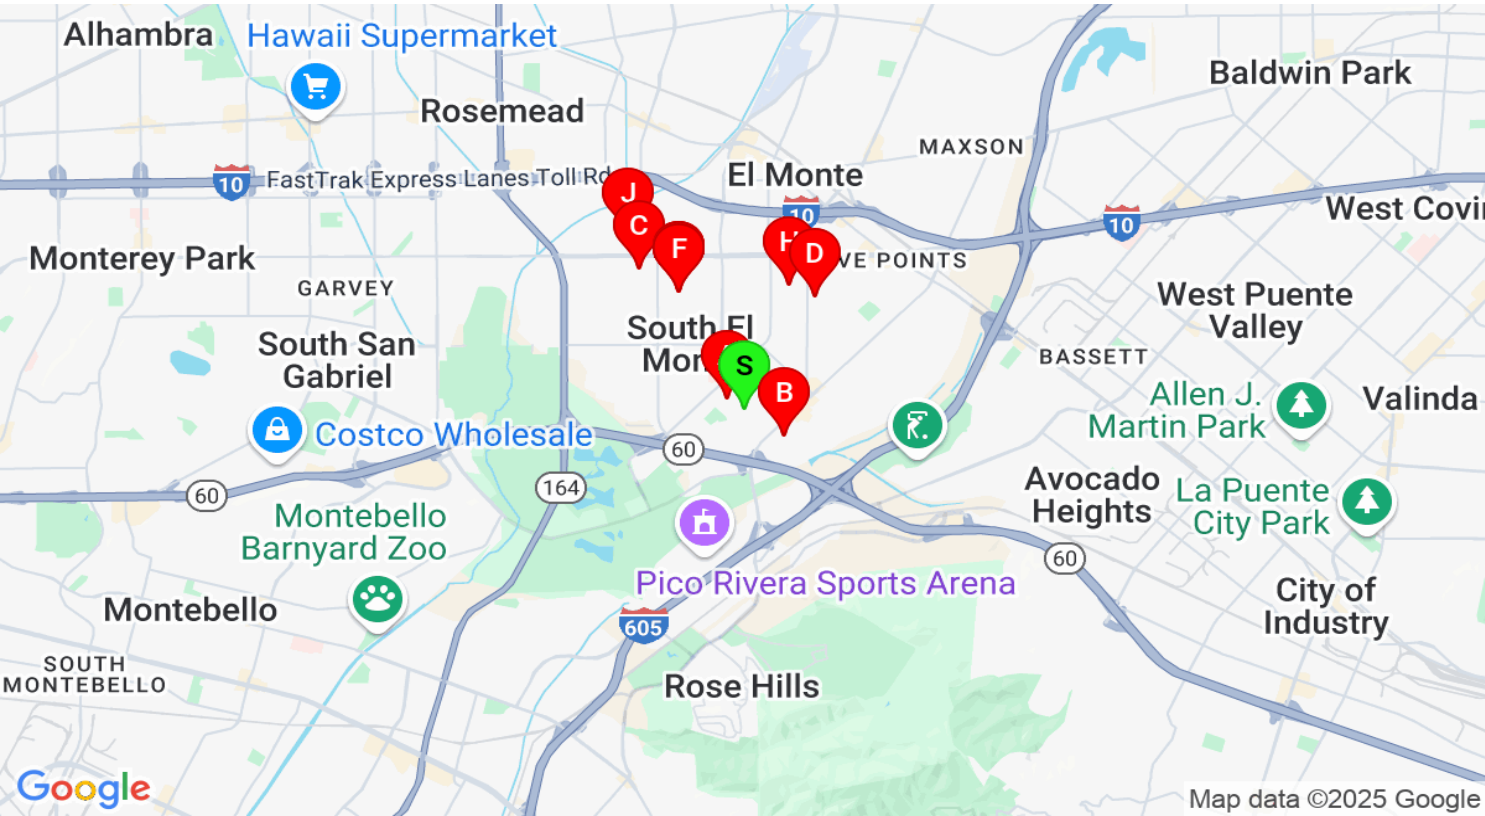 Alhambra
Hawaii Supermarket
Baldwin Park
Rosemead
MAXSON
El Monte
10
FastTrak Express Lanes Toll Rd
J
10
10
West Covi
C
F
H
D
VE POINTS
Monterey Park
GARVEY
West Puente
Valley
South El
Mon
South San
Gabriel
S
B
BASSETT
Allen J.
Martin Park
Valinda
Costco Wholesale
60
60
164
Avocado
Heights
La Puente
City Park
Montebello
Barnyard Zoo
60
Pico Rivera Sports Arena
Montebello
City of
Industry
605
SOUTH
MONTEBELLO
Rose Hills
Google
Map data ©2025 Google